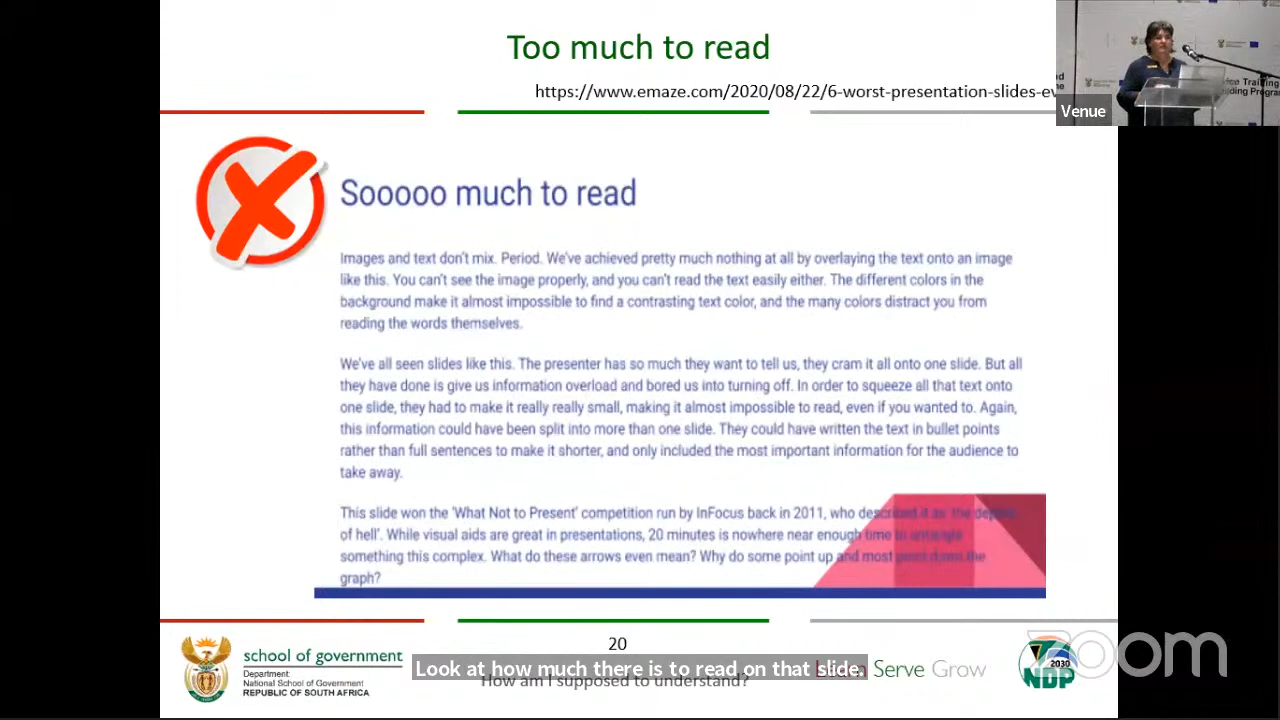 Too much to read
https://www.emaze.com/2020/08/22/6-worst-presentation-slides-ev
Venue
Sooooo much to read
Images and text don't mix. Period. We've achieved pretty much nothing at all by overlaying the text onto an image
like this. You can't see the image properly, and you can't read the text easily either. The different colors in the
background make it almost impossible to find a contrasting text color, and the many colors distract you from
reading the words themselves.
We've all seen slides like this. The presenter has so much they want to tell us, they cram it all onto one slide. But all
they have done is give us information overload and bored us into turning off. In order to squeeze all that text onto
one slide, they had to make it really really small, making it almost impossible to read, even if you wanted to. Again,
this information could have been split into more than one slide. They could have written the text in bullet points
rather than full sentences to make it shorter, and only included the most important information for the audience to
take away.
This slide won the 'What Not to Present' competition run by InFocus back in 2011, who described it as 'the depths
of hell'. While visual aids are great in presentations, 20 minutes is nowhere near enough time to untangle
something this complex. What do these arrows even mean? Why do some point up and most point down the
graph?
20
school of government
Department:
National School of Government
REPUBLIC OF SOUTH AFRICA
Look at how much there is to read on that slide.
How am I supposed to understand?
Serve Grow
2030
NDP
zoom